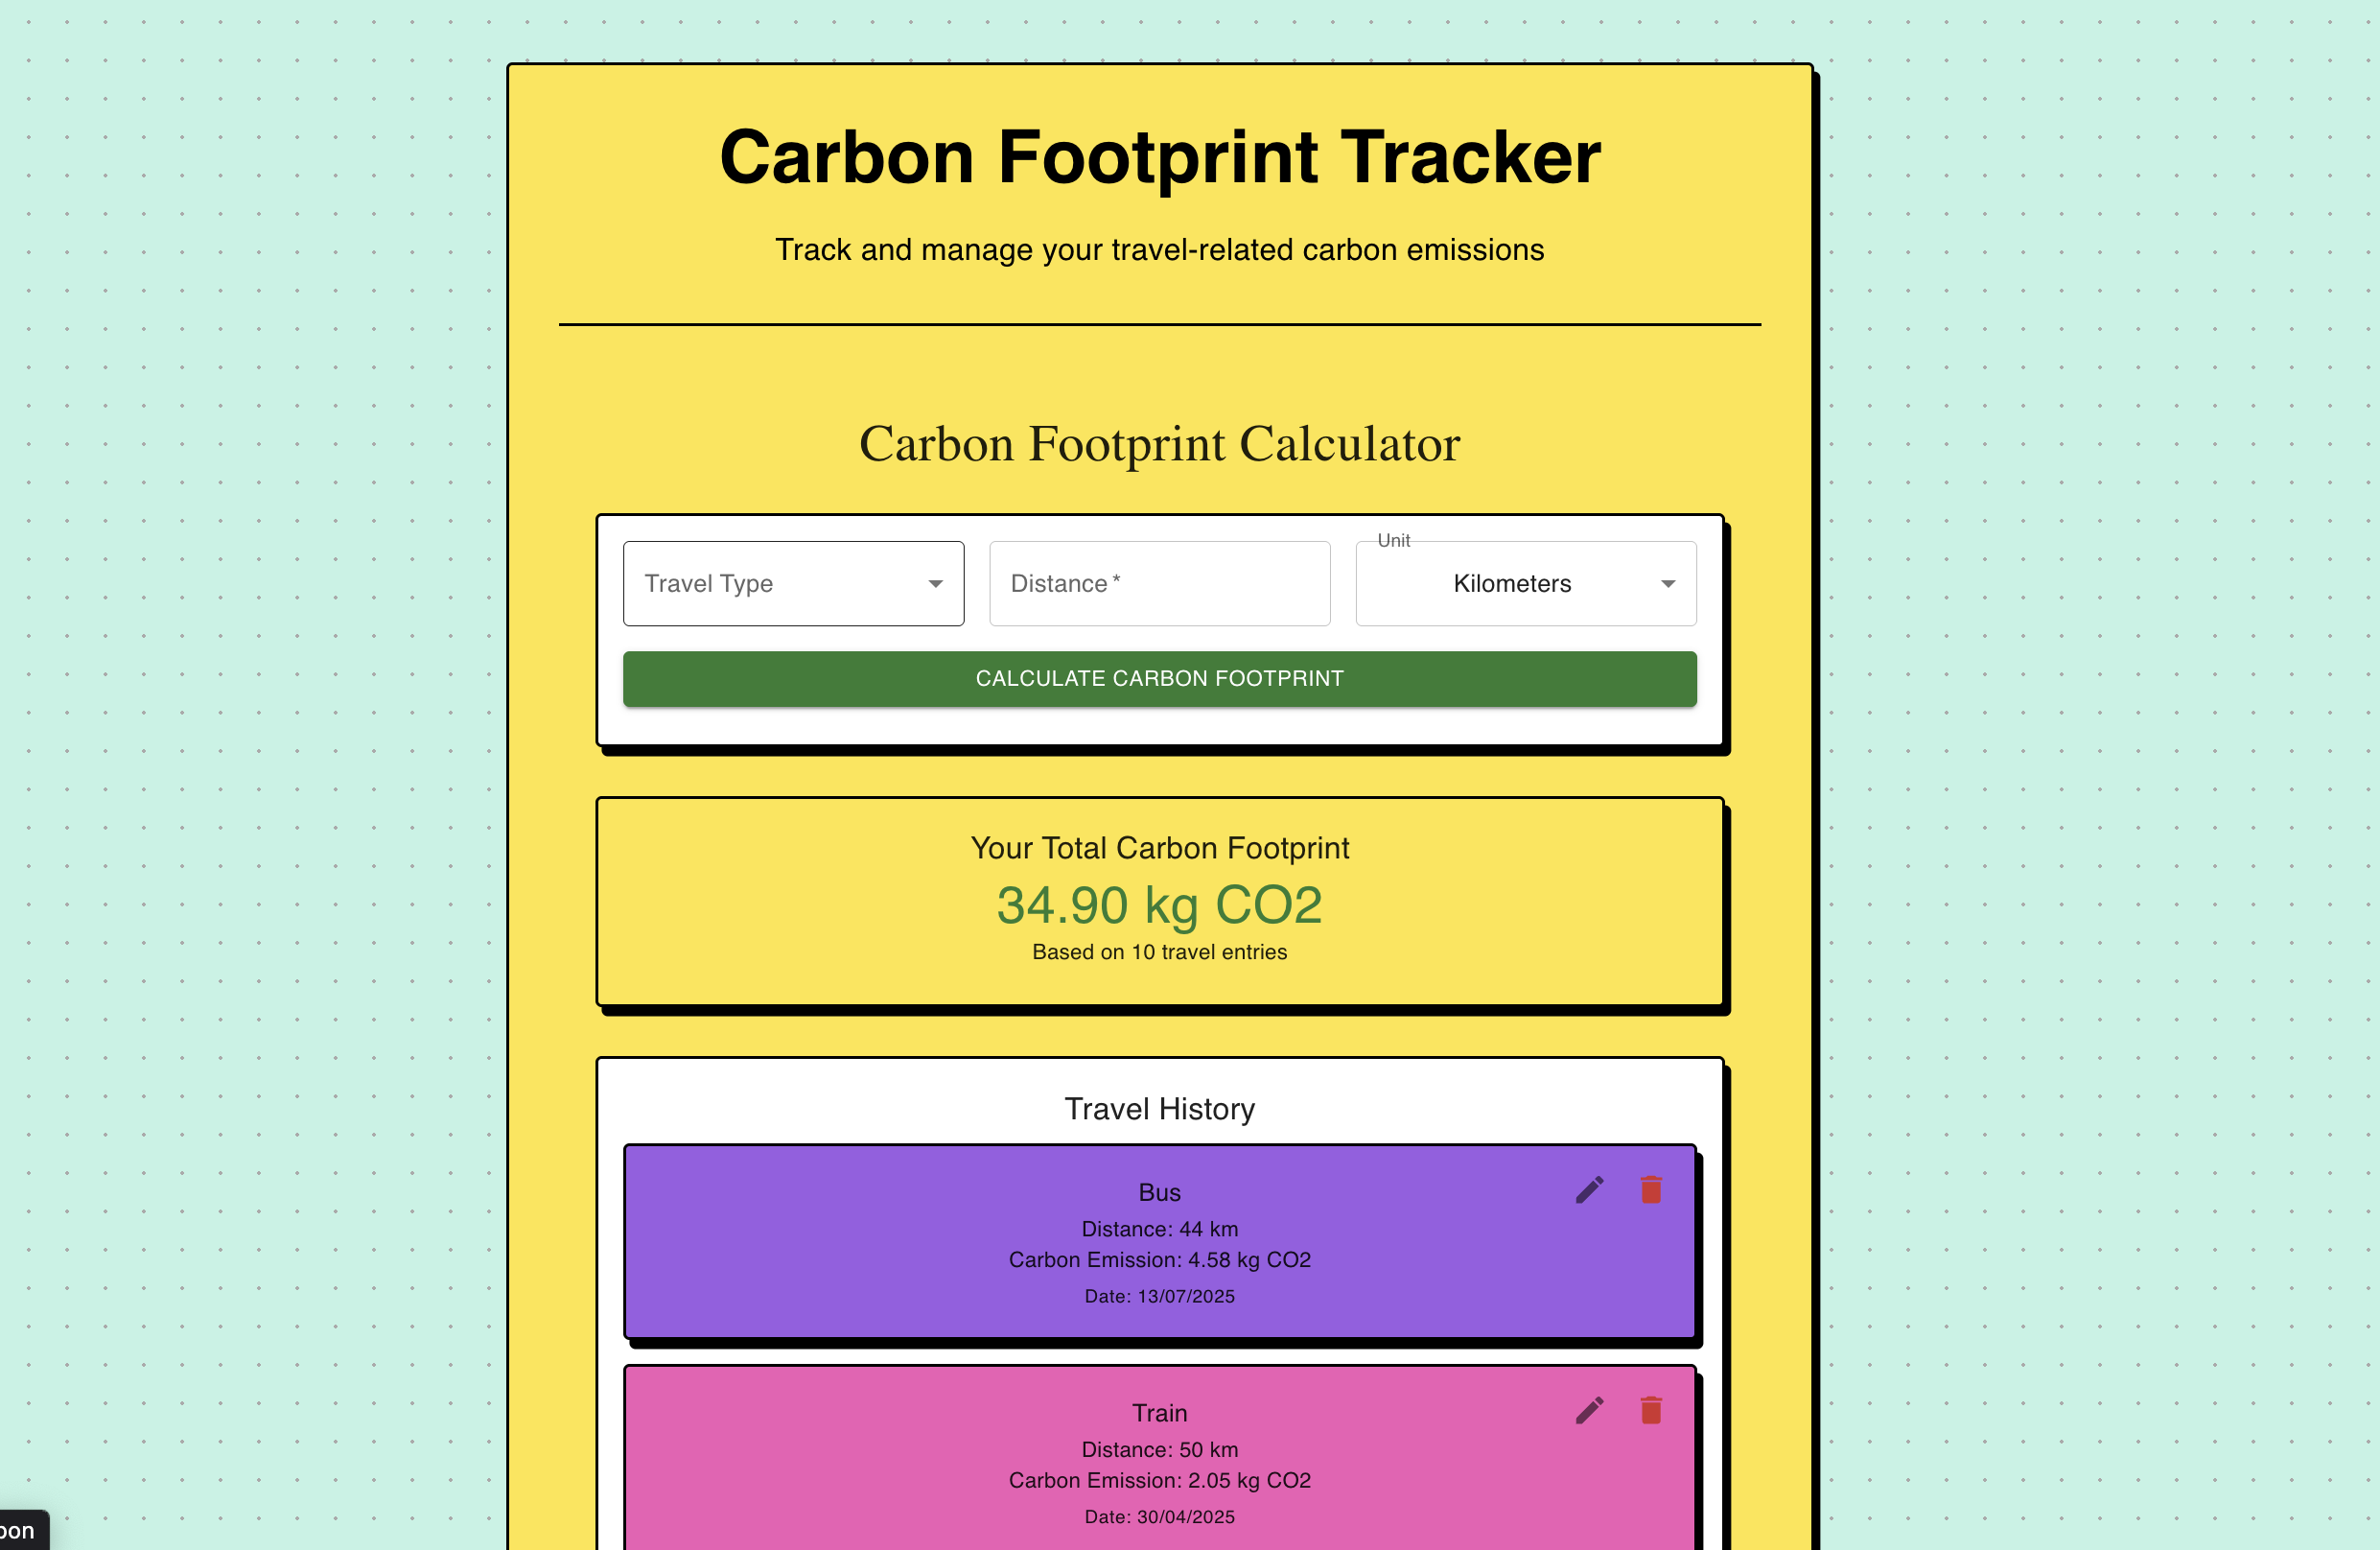 Carbon Footprint Tracker
Track and manage your travel-related carbon emissions
Carbon Footprint Calculator
Travel Type
Distance *
Unit
Kilometers
CALCULATE CARBON FOOTPRINT
Your Total Carbon Footprint
34.90 kg CO2
Based on 10 travel entries
Travel History
Bus
Distance: 44 km
Carbon Emission: 4.58 kg CO2
Date: 13/07/2025
Train
Distance: 50 km
Carbon Emission: 2.05 kg CO2
Date: 30/04/2025